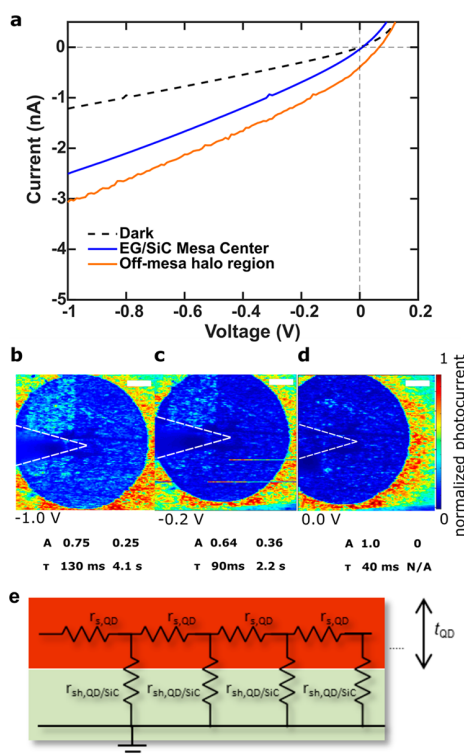 a
0
-1
-2
-3
-4
-5
Current (nA)
Dark
EG/SiC Mesa Center
Off-mesa halo region
-1 -0.8 -0.6 -0.4 -0.2 0 0.2
Voltage (V)
b c d
1
normalized photocurrent
0
-1.0 V -0.2 V 0.0 V
A 0.75 0.25 A 0.64 0.36 A 1.0 0
τ 130 ms 4.1 s τ 90ms 2.2 s τ 40 ms N/A
e
rs,QD rs,QD rs,QD rs,QD
tQD
.....
rsh,QD/SiC rsh,QD/SiC rsh,QD/SiC rsh,QD/SiC